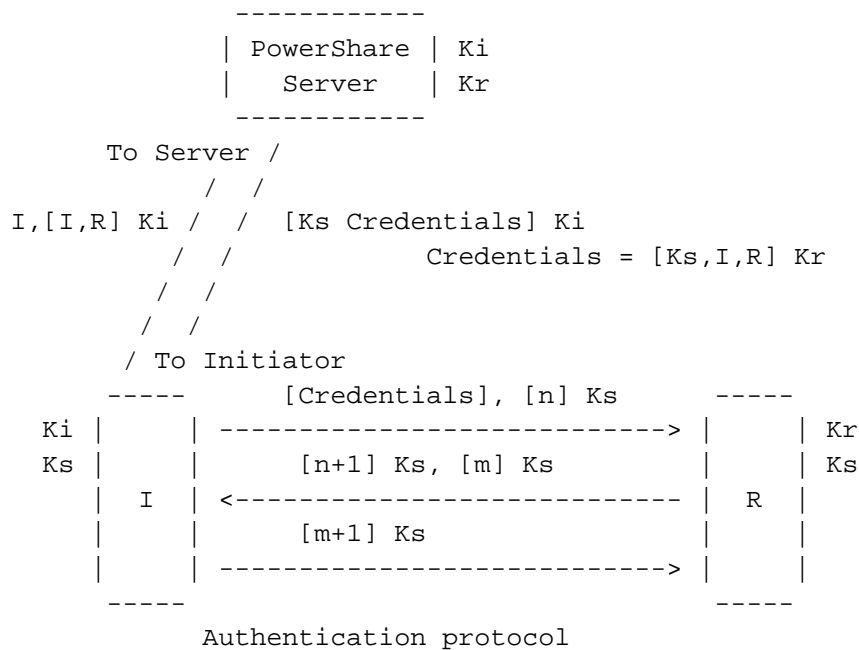 PowerShare Ki
Server Kr
To Server
I,[I,R] Ki [Ks Credentials] Ki
Credentials = [Ks,I,R] Kr
To Initiator
[Credentials], [n] Ks
Ki Kr
Ks [n+1] Ks, [m] Ks Ks
I R
[m+1] Ks
Authentication protocol